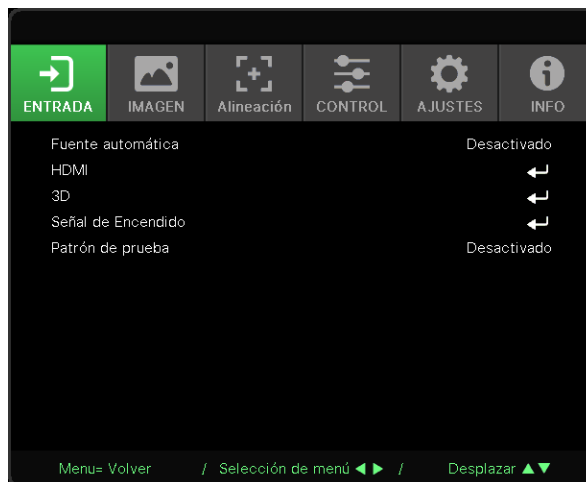 ENTRADA IMAGEN Alineación CONTROL AJUSTES INFO
Fuente automática Desactivado
HDMI
3D
Señal de Encendido
Patrón de prueba Desactivado
Menu= Volver / Selección de menú ◀ ▶ / Desplazar ▲▼